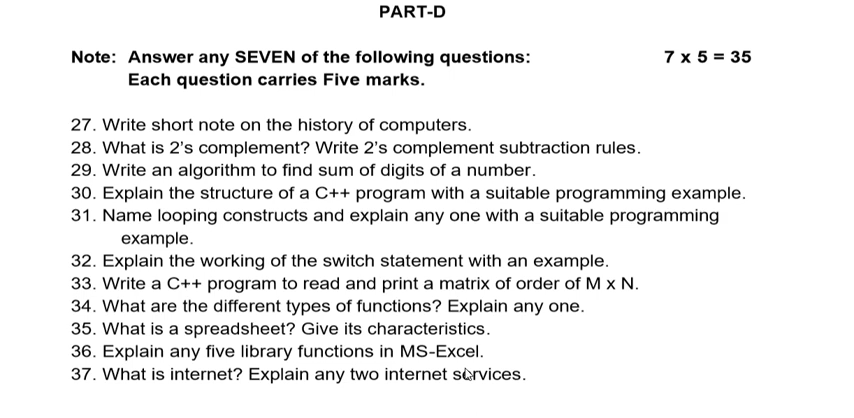 PART-D
Note: Answer any SEVEN of the following questions: 7 x 5 = 35
Each question carries Five marks.
27. Write short note on the history of computers.
28. What is 2's complement? Write 2's complement subtraction rules.
29. Write an algorithm to find sum of digits of a number.
30. Explain the structure of a C++ program with a suitable programming example.
31. Name looping constructs and explain any one with a suitable programming
example.
32. Explain the working of the switch statement with an example.
33. Write a C++ program to read and print a matrix of order of M x N.
34. What are the different types of functions? Explain any one.
35. What is a spreadsheet? Give its characteristics.
36. Explain any five library functions in MS-Excel.
37. What is internet? Explain any two internet services.